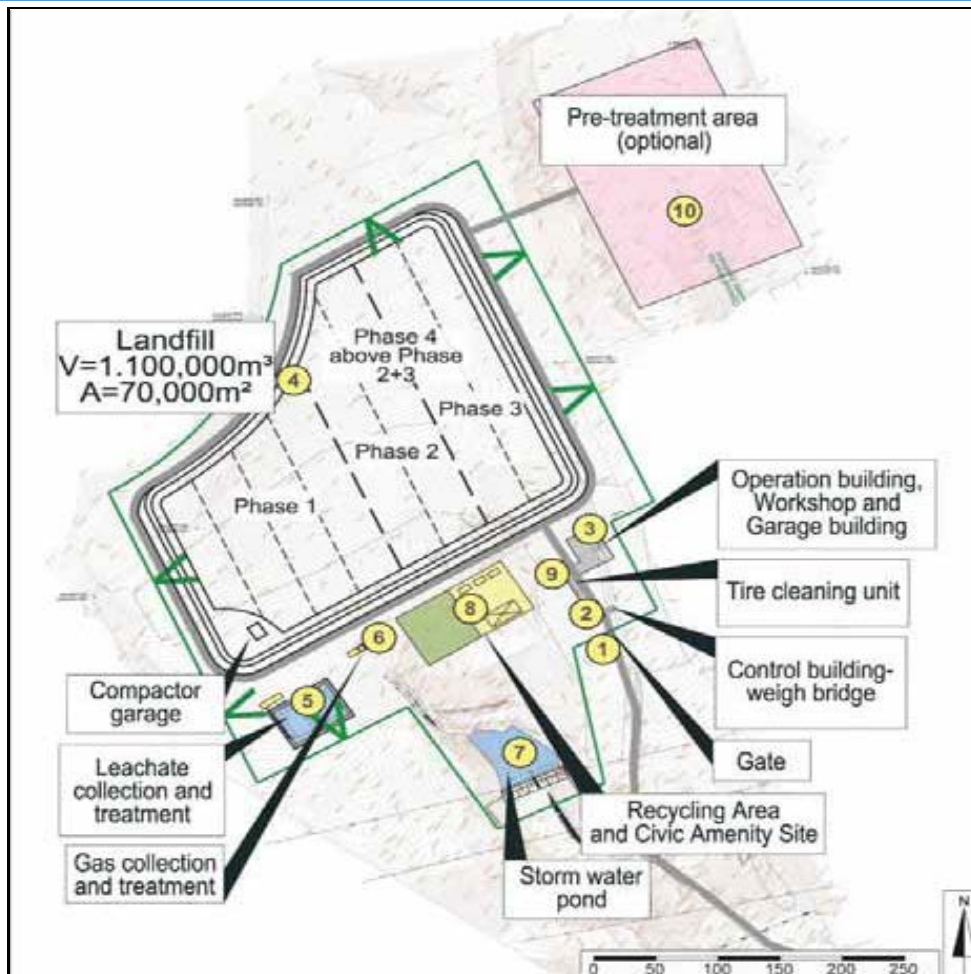 Pre-treatment area
(optional)
10
Landfill
V=1.100,000m³
A=70,000m²
4
Phase 4
above Phase
2+3
Phase 3
Phase 2
Phase 1
3
Operation building,
Workshop and
Garage building
9
Tire cleaning unit
2
8
6
1
Control building-
weigh bridge
Compactor
garage
5
7
Gate
Leachate
collection and
treatment
Recycling Area
and Civic Amenity Site
Gas collection
and treatment
Storm water
pond
N
0 50 100 150 200 250